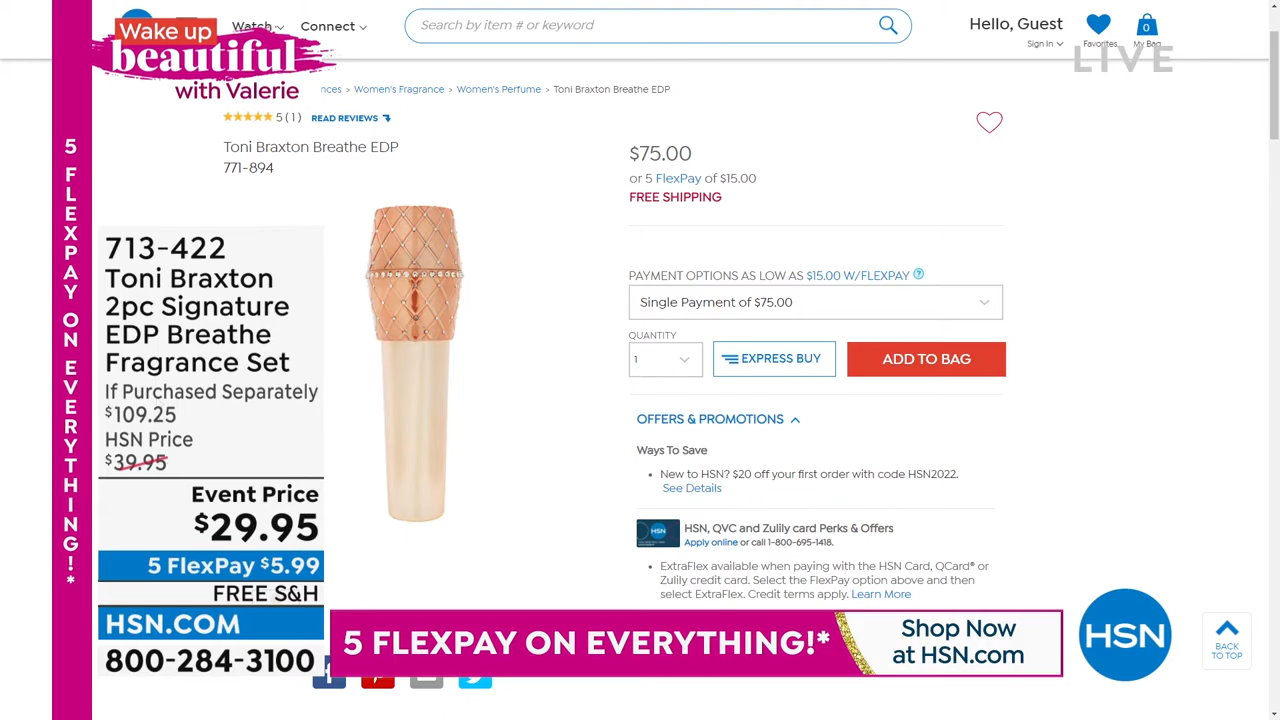 Wake up
beautiful
with Valerie
Watch
Connect
Search by item # or keyword
Hello, Guest
Sign In
Favorites
0
My Bag
LIVE
nces > Women's Fragrance > Women's Perfume > Toni Braxton Breathe EDP
5 (1) READ REVIEWS
Toni Braxton Breathe EDP
771-894
$75.00
or 5 FlexPay of $15.00
FREE SHIPPING
PAYMENT OPTIONS AS LOW AS $15.00 W/FLEXPAY ?
Single Payment of $75.00
QUANTITY
1
EXPRESS BUY
ADD TO BAG
OFFERS & PROMOTIONS
Ways To Save
• New to HSN? $20 off your first order with code HSN2022.
See Details
HSN
HSN, QVC and Zulily card Perks & Offers
Apply online or call 1-800-695-1418.
• ExtraFlex available when paying with the HSN Card, QCard® or
Zulily credit card. Select the FlexPay option above and then
select ExtraFlex. Credit terms apply. Learn More
5 FLEXPAY ON EVERYTHING!*
713-422
Toni Braxton
2pc Signature
EDP Breathe
Fragrance Set
If Purchased Separately
$109.25
HSN Price
$39.95
Event Price
$29.95
5 FlexPay $5.99
FREE S&H
HSN.COM
800-284-3100
5 FLEXPAY ON EVERYTHING!*
Shop Now
at HSN.com
HSN
BACK
TO TOP